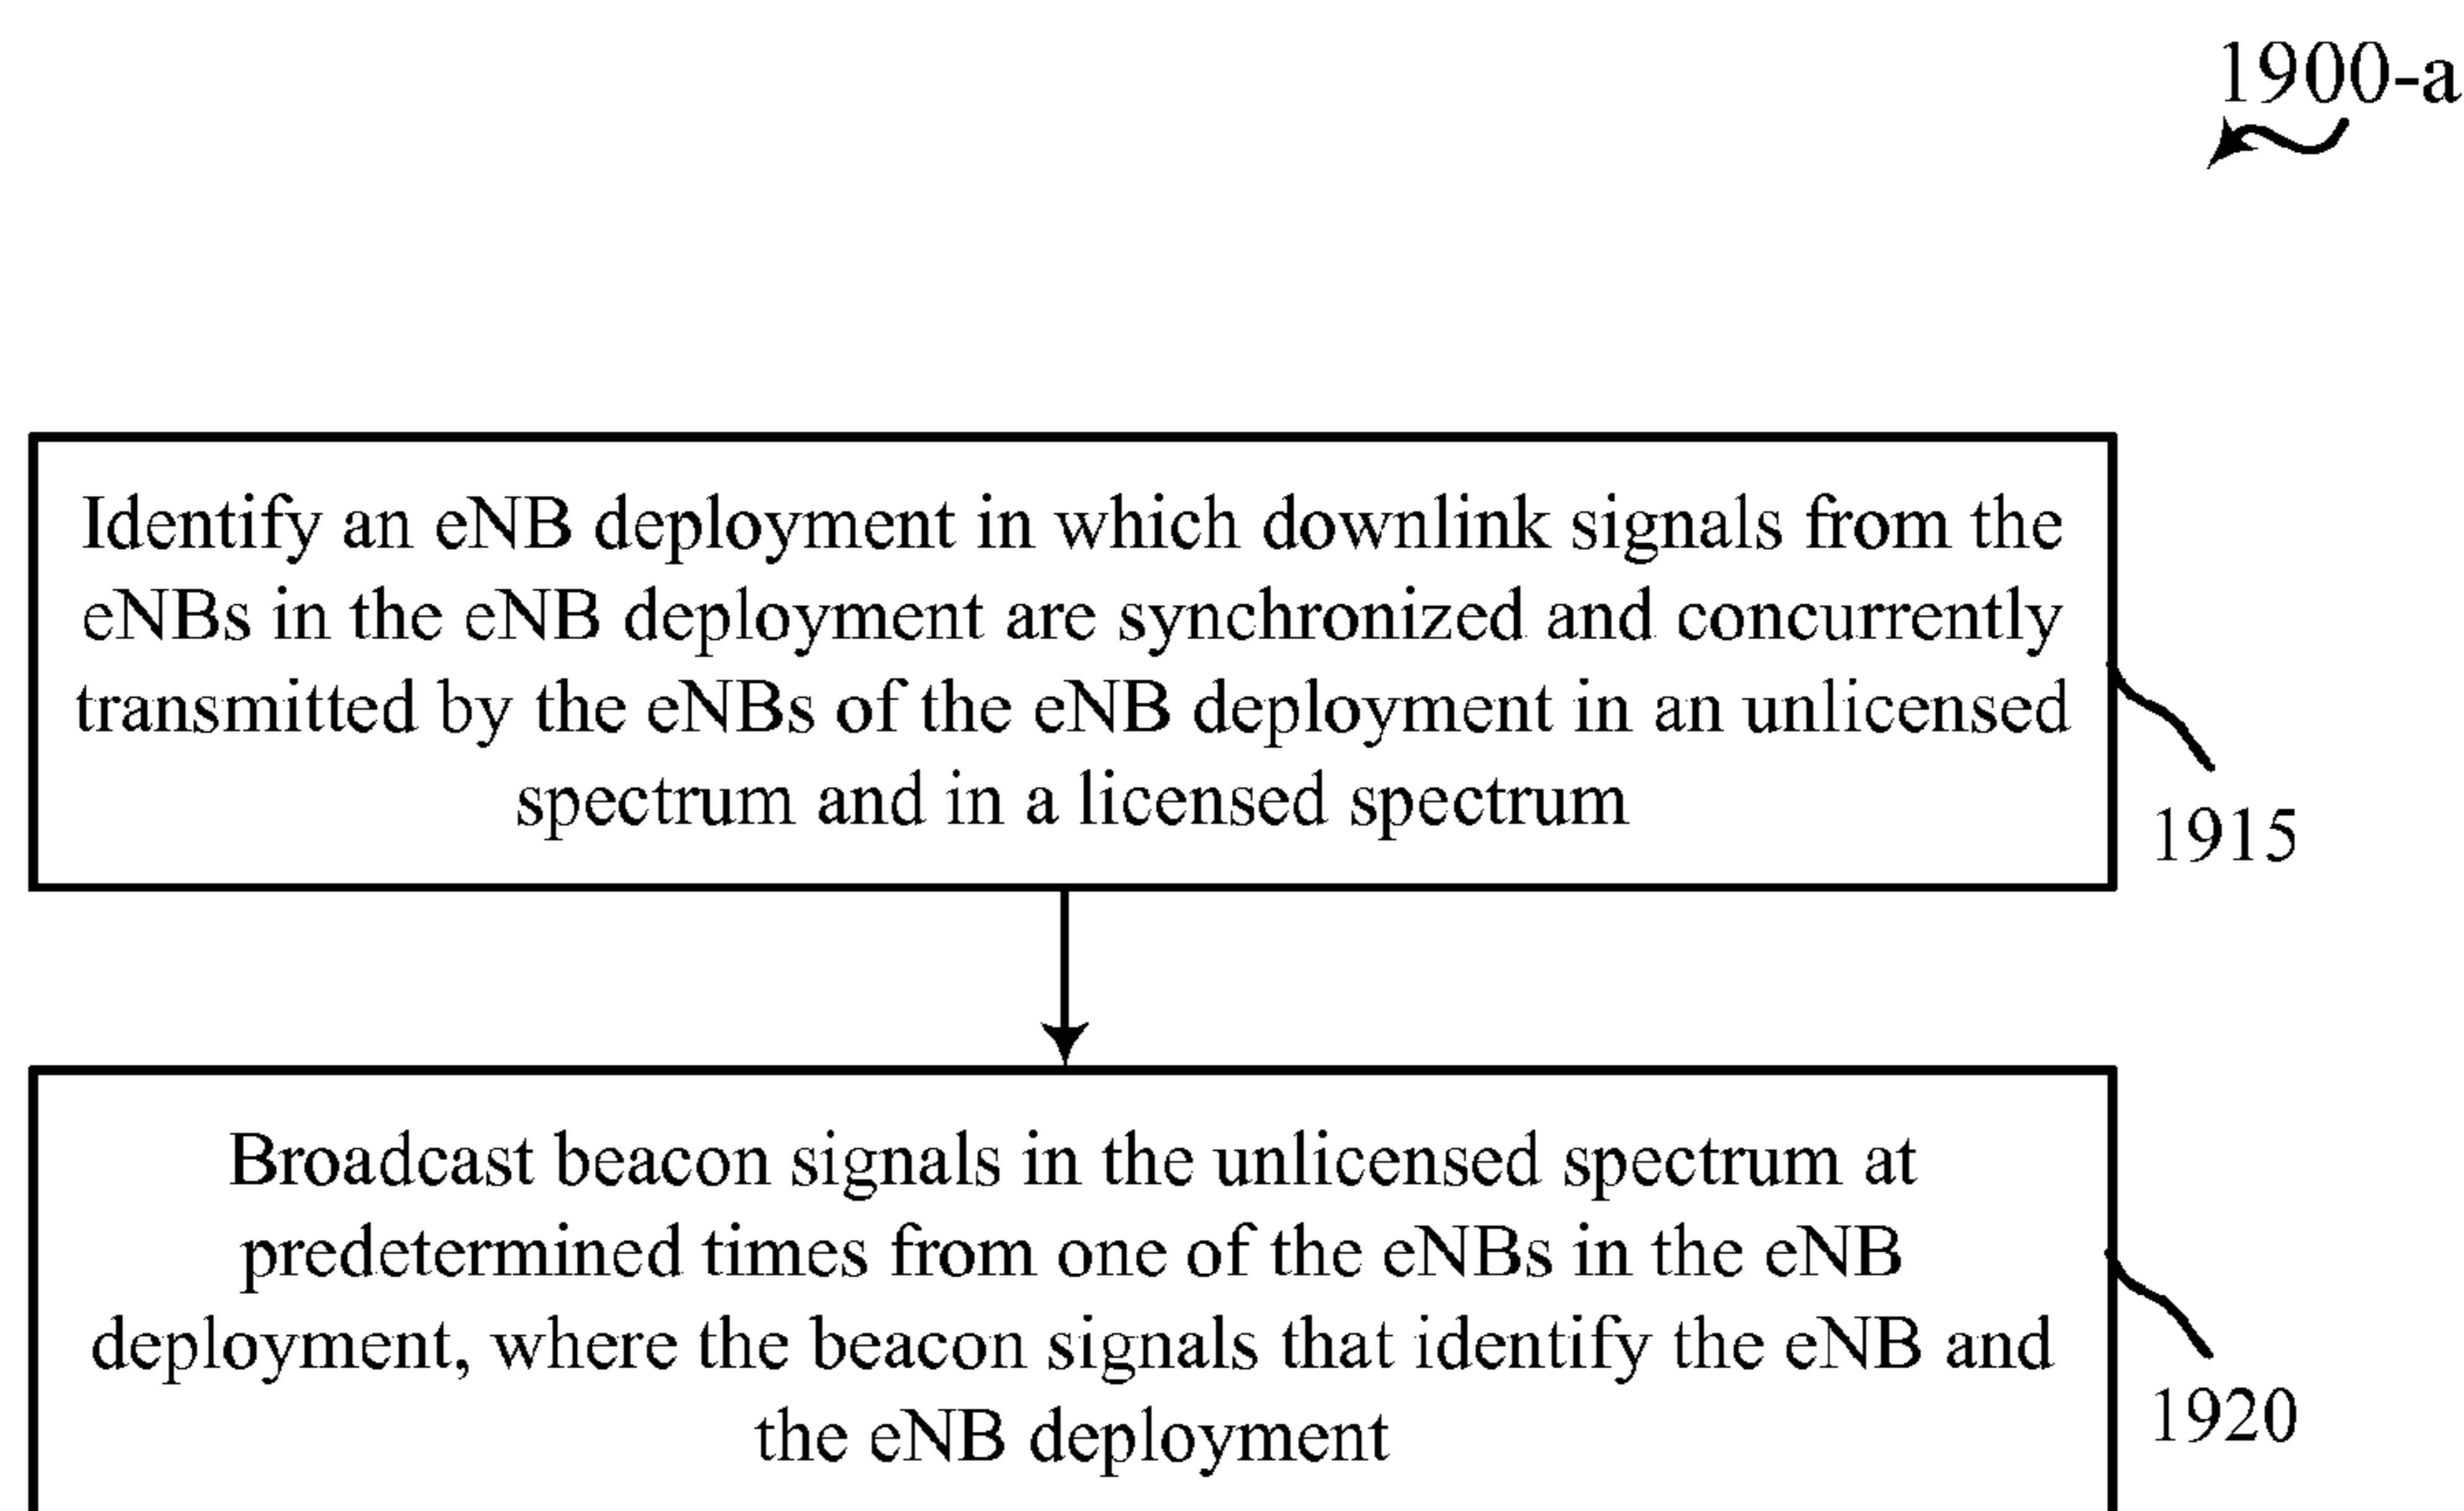 1900-a
Identify an eNB deployment in which downlink signals from the
eNBs in the eNB deployment are synchronized and concurrently
transmitted by the eNBs of the eNB deployment in an unlicensed
spectrum and in a licensed spectrum
1915
Broadcast beacon signals in the unlicensed spectrum at
predetermined times from one of the eNBs in the eNB
deployment, where the beacon signals that identify the eNB and
the eNB deployment
1920